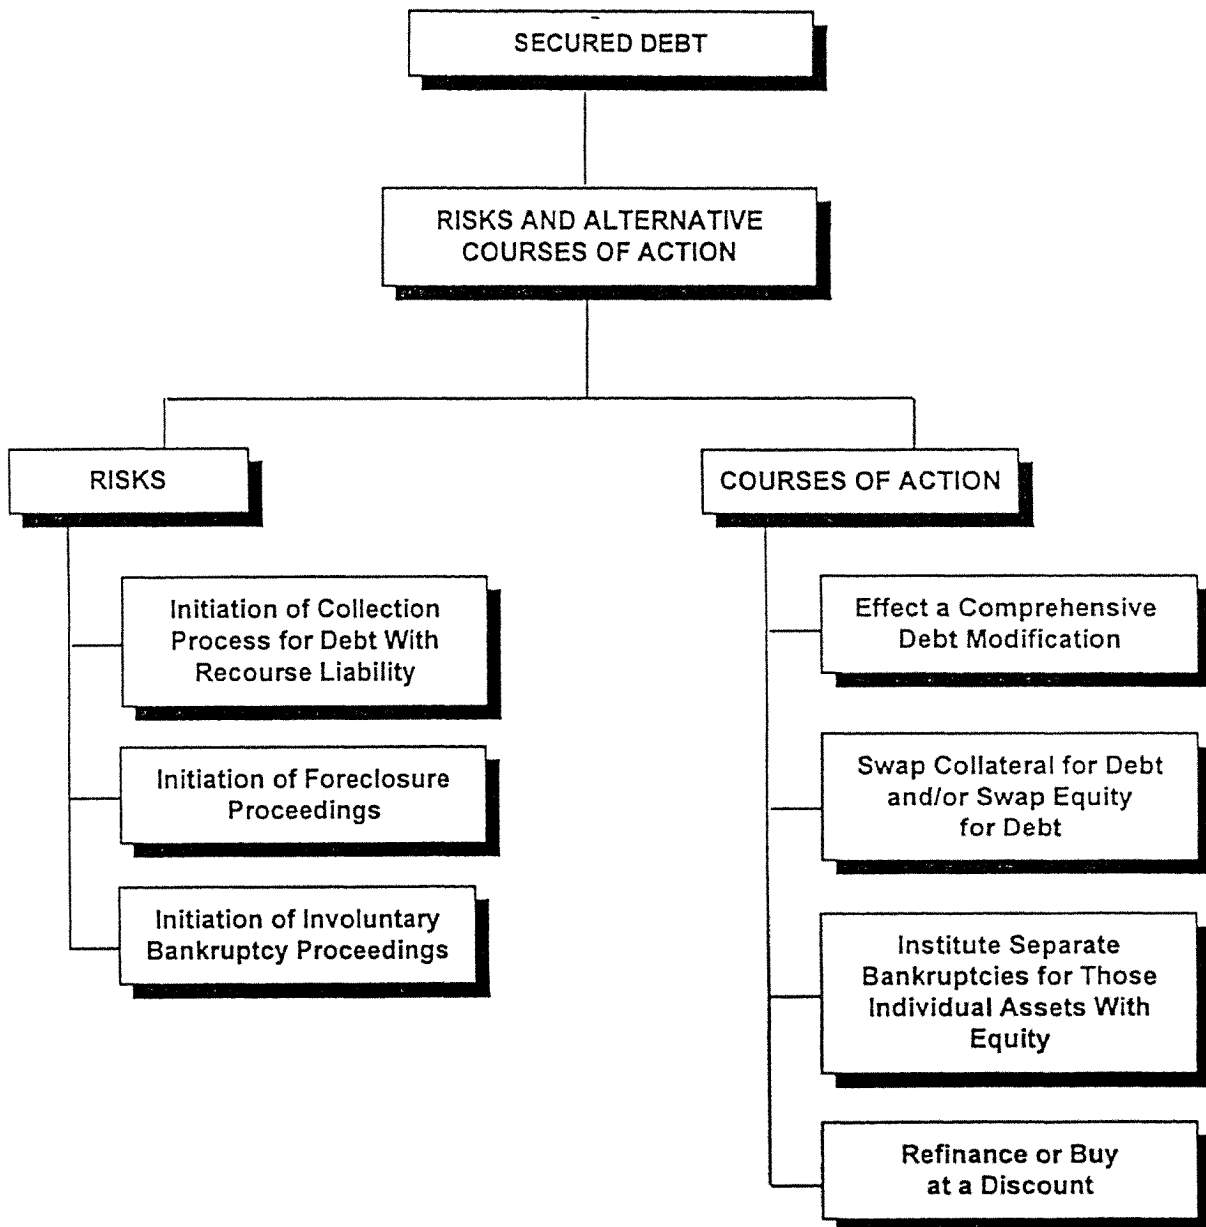 SECURED DEBT
RISKS AND ALTERNATIVE
COURSES OF ACTION
RISKS
Initiation of Collection
Process for Debt With
Recourse Liability
Initiation of Foreclosure
Proceedings
Initiation of Involuntary
Bankruptcy Proceedings
COURSES OF ACTION
Effect a Comprehensive
Debt Modification
Swap Collateral for Debt
and/or Swap Equity
for Debt
Institute Separate
Bankruptcies for Those
Individual Assets With
Equity
Refinance or Buy
at a Discount